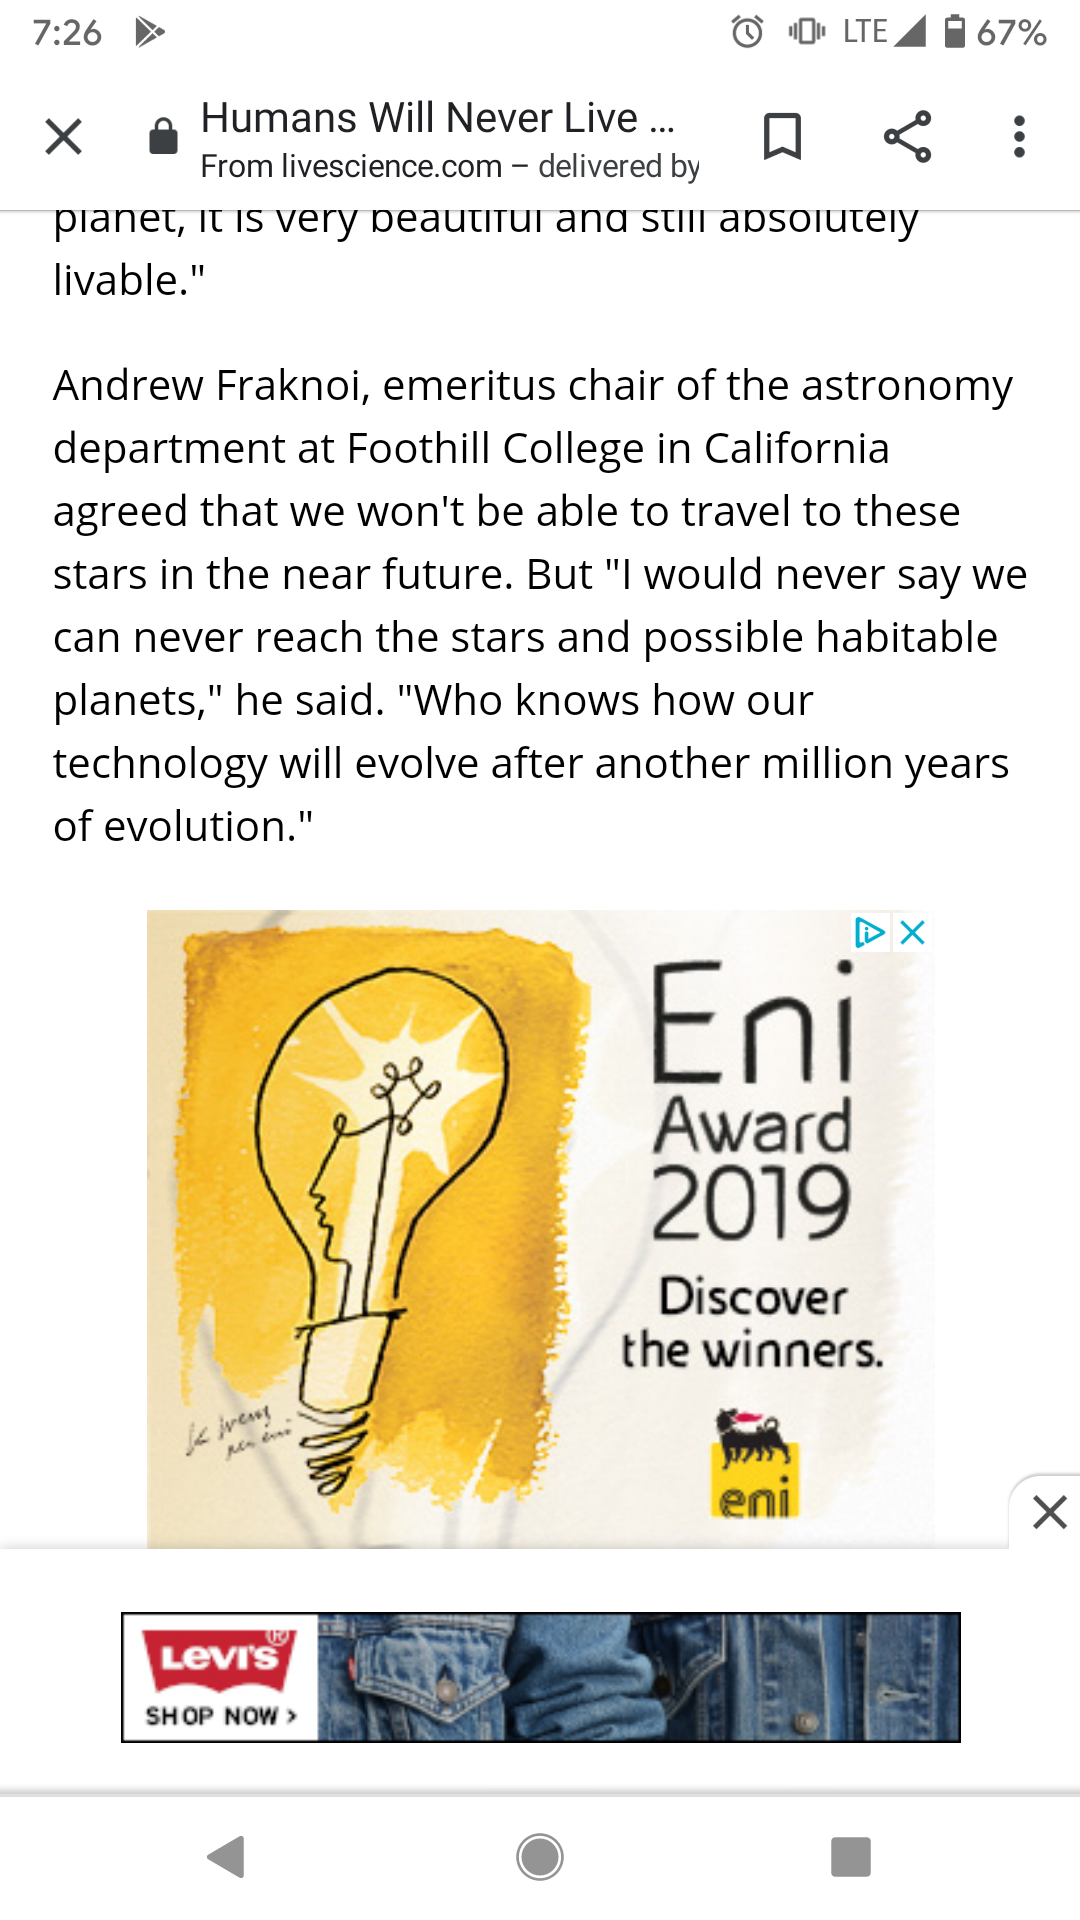 7:26 LTE 67%
Humans Will Never Live ...
From livescience.com – delivered by
planet, it is very beautiful and still absolutely
livable."
Andrew Fraknoi, emeritus chair of the astronomy
department at Foothill College in California
agreed that we won't be able to travel to these
stars in the near future. But "I would never say we
can never reach the stars and possible habitable
planets," he said. "Who knows how our
technology will evolve after another million years
of evolution."
Eni
Award
2019
Discover
the winners.
eni
LEVI'S®
SHOP NOW >